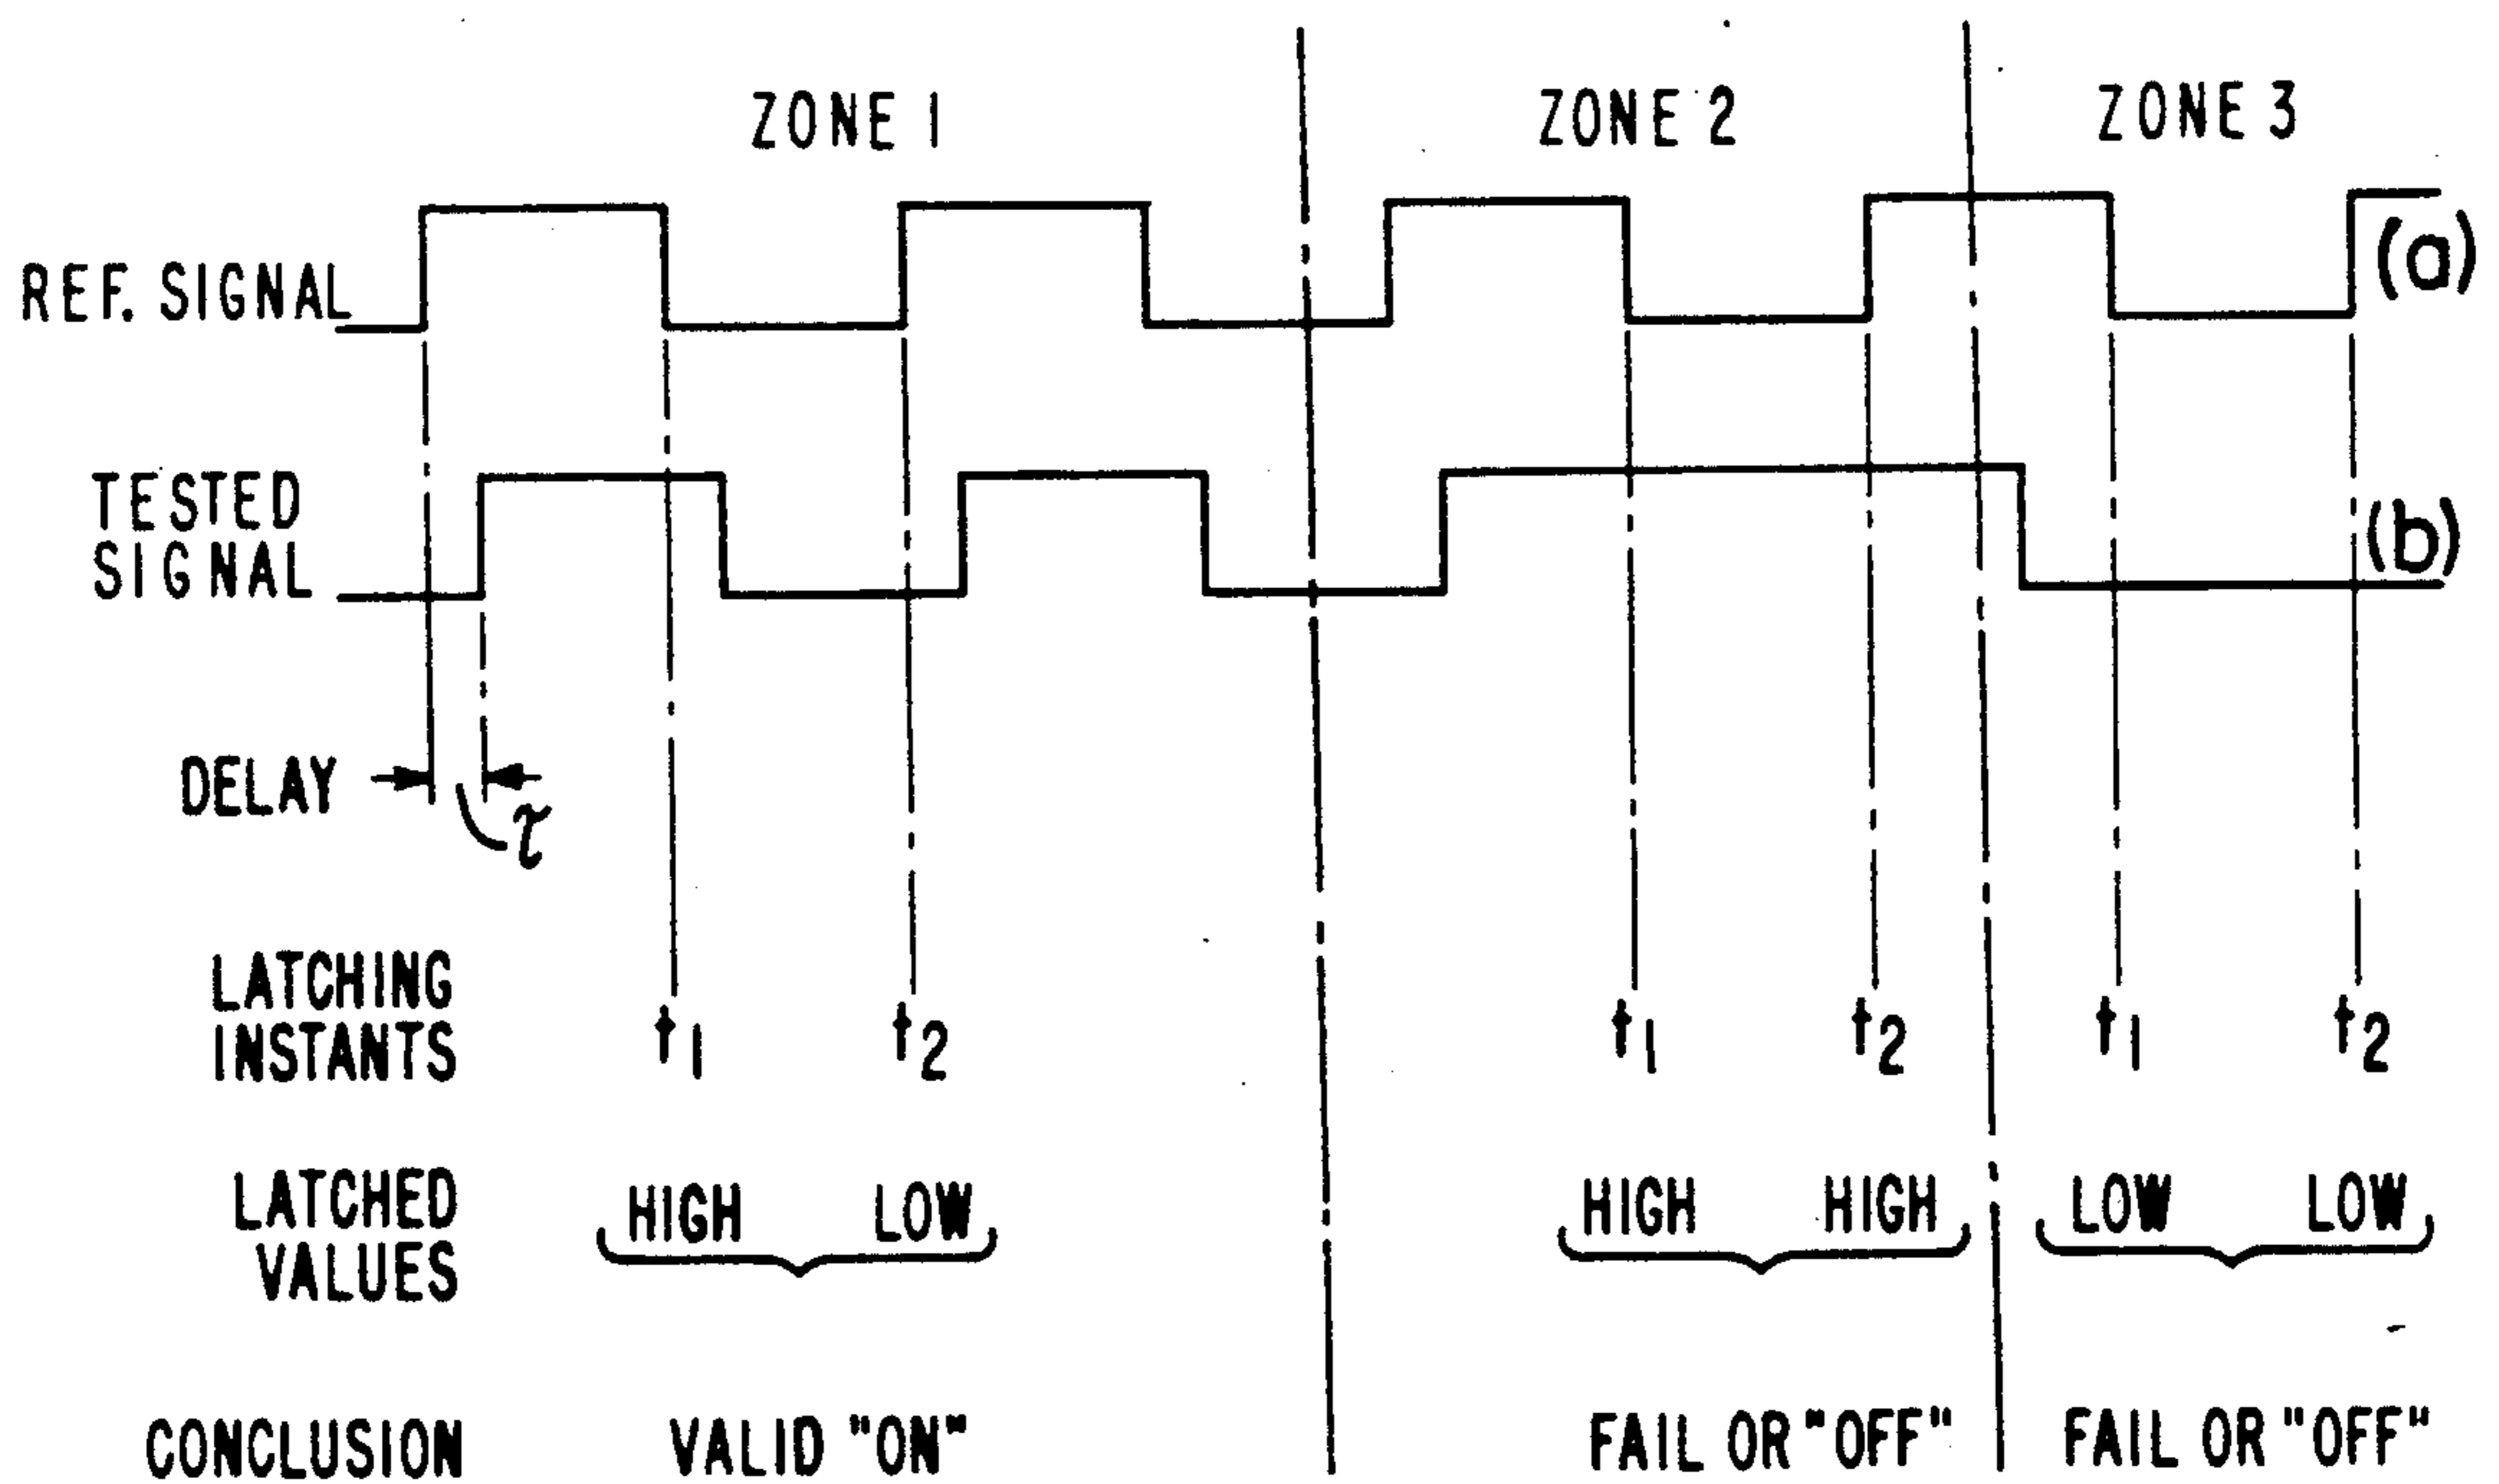 ZONE 1 ZONE 2 ZONE 3
REF. SIGNAL (a)
TESTED
SIGNAL (b)
DELAY τ
LATCHING
INSTANTS t1 t2 t1 t2 t1 t2
LATCHED
VALUES HIGH LOW HIGH HIGH LOW LOW
CONCLUSION VALID "ON" FAIL OR "OFF" FAIL OR "OFF"